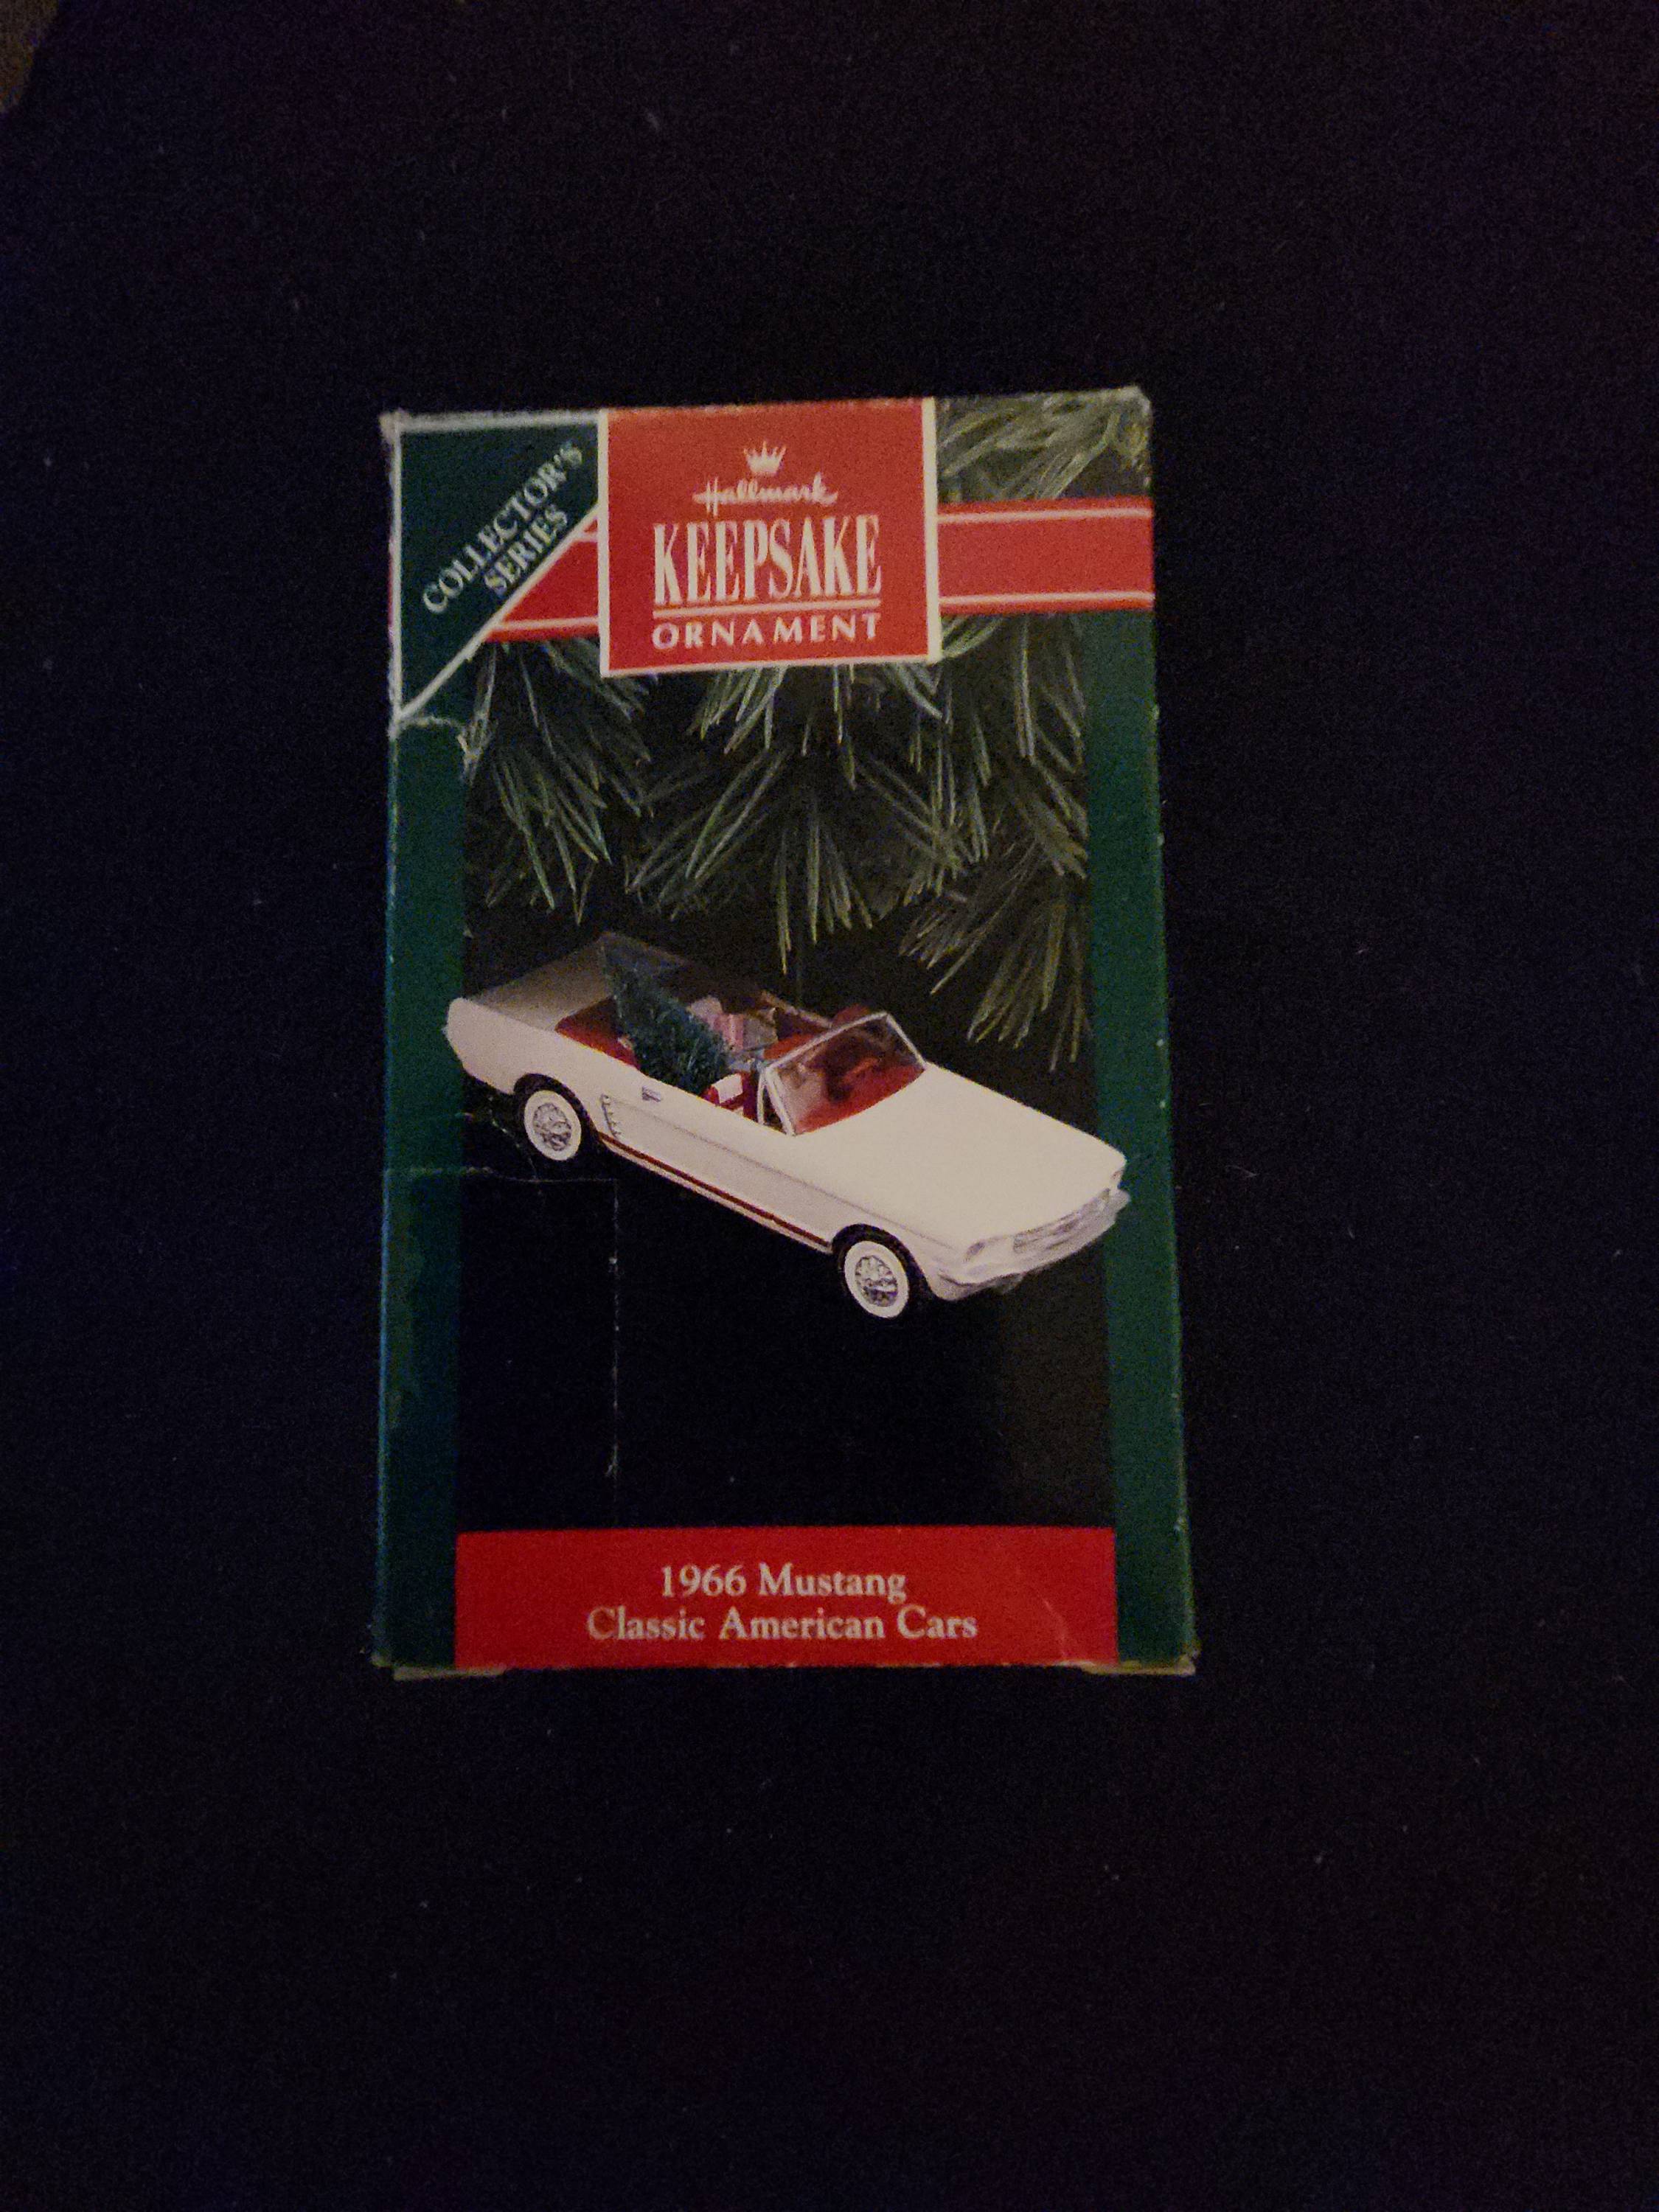 COLLECTOR'S
SERIES
Hallmark
KEEPSAKE
ORNAMENT
1966 Mustang
Classic American Cars